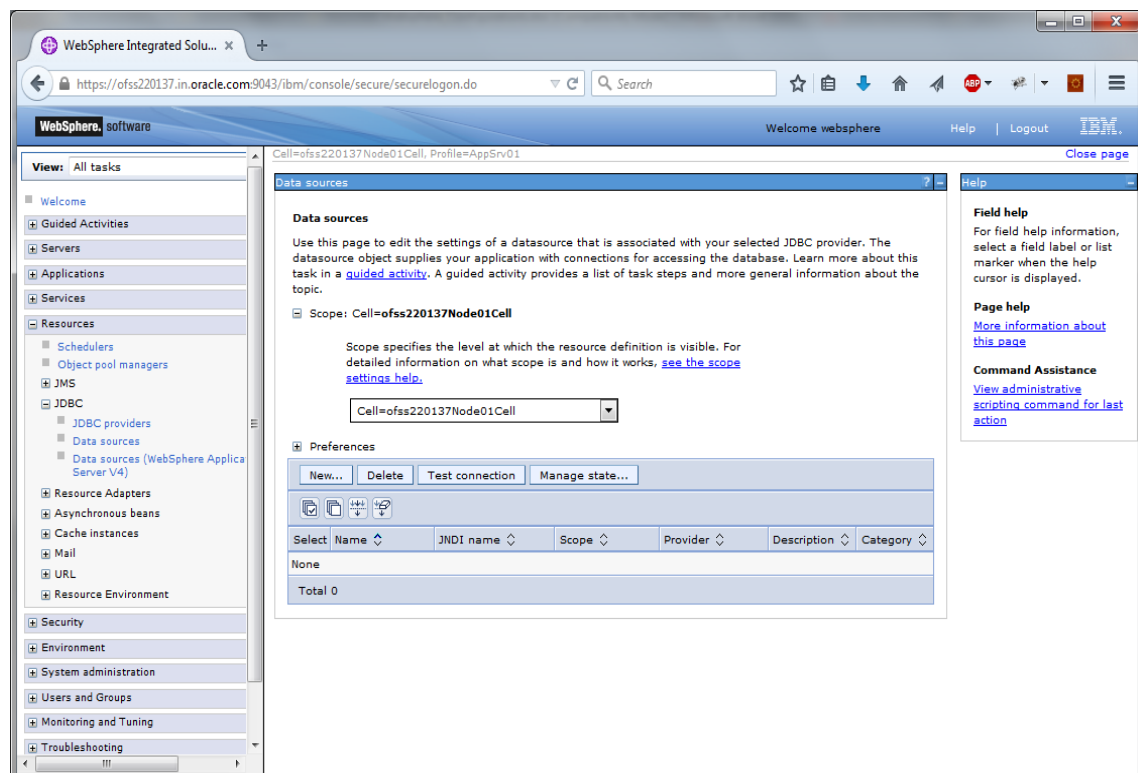 WebSphere Integrated Solu...
https://ofss220137.in.oracle.com:9043/ibm/console/secure/securelogon.do
Search
ABP
WebSphere. software
Welcome websphere
Help | Logout
IBM.
View: All tasks
Welcome
Guided Activities
Servers
Applications
Services
Resources
Schedulers
Object pool managers
JMS
JDBC
JDBC providers
Data sources
Data sources (WebSphere Applica
Server V4)
Resource Adapters
Asynchronous beans
Cache instances
Mail
URL
Resource Environment
Security
Environment
System administration
Users and Groups
Monitoring and Tuning
Troubleshooting
Cell=ofss220137Node01Cell, Profile=AppSrv01
Close page
Data sources
?
Data sources
Use this page to edit the settings of a datasource that is associated with your selected JDBC provider. The
datasource object supplies your application with connections for accessing the database. Learn more about this
task in a guided activity. A guided activity provides a list of task steps and more general information about the
topic.
Scope: Cell=ofss220137Node01Cell
Scope specifies the level at which the resource definition is visible. For
detailed information on what scope is and how it works, see the scope
settings help.
Cell=ofss220137Node01Cell
Preferences
New... Delete Test connection Manage state...
Select Name JNDI name Scope Provider Description Category
None
Total 0
Help
Field help
For field help information,
select a field label or list
marker when the help
cursor is displayed.
Page help
More information about
this page
Command Assistance
View administrative
scripting command for last
action